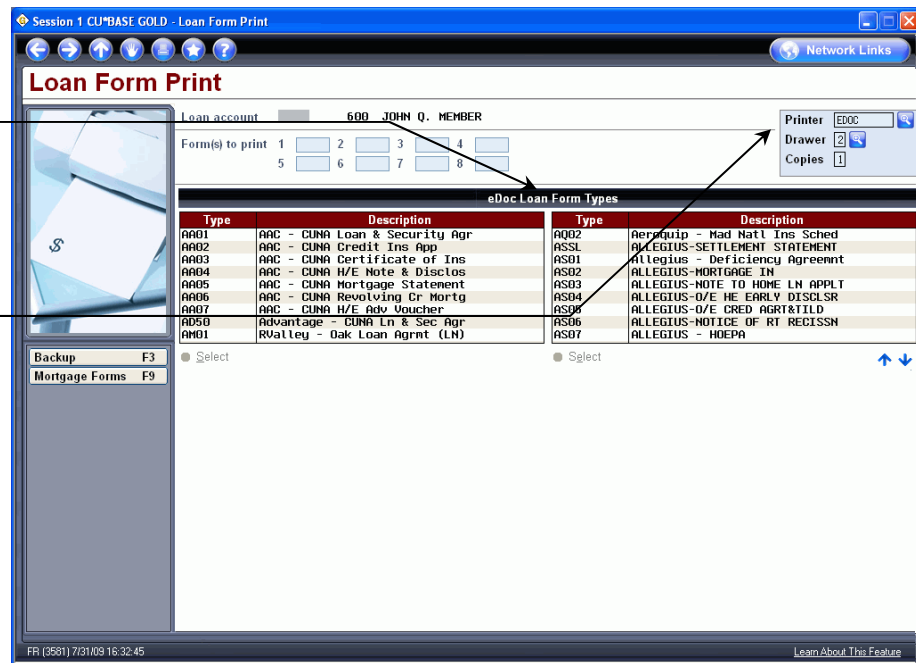 Session 1 CU*BASE GOLD - Loan Form Print
Network Links
Loan Form Print
Loan account 600 JOHN Q. MEMBER
Printer EDOC
Form(s) to print 1 2 3 4
Drawer 2
5 6 7 8
Copies 1
eDoc Loan Form Types
Type Description Type Description
AA01 AAC - CUNA Loan & Security Agr AQ02 Aeroquip - Mad Natl Ins Sched
AA02 AAC - CUNA Credit Ins App ASSL ALLEGIUS-SETTLEMENT STATEMENT
AA03 AAC - CUNA Certificate of Ins AS01 Allegius - Deficiency Agreemnt
AA04 AAC - CUNA H/E Note & Disclos AS02 ALLEGIUS-MORTGAGE IN
AA05 AAC - CUNA Mortgage Statement AS03 ALLEGIUS-NOTE TO HOME LN APPLT
AA06 AAC - CUNA Revolving Cr Mortg AS04 ALLEGIUS-O/E HE EARLY DISCLSR
AA07 AAC - CUNA H/E Adv Voucher AS05 ALLEGIUS-O/E CRED AGRT&TILD
AD50 Advantage - CUNA Ln & Sec Agr AS06 ALLEGIUS-NOTICE OF RT RECISSN
AM01 RValley - Oak Loan Agrmt (LN) AS07 ALLEGIUS - HOEPA
Select Select
Backup F3
Mortgage Forms F9
FR (3581) 7/31/09 16:32:45
Learn About This Feature